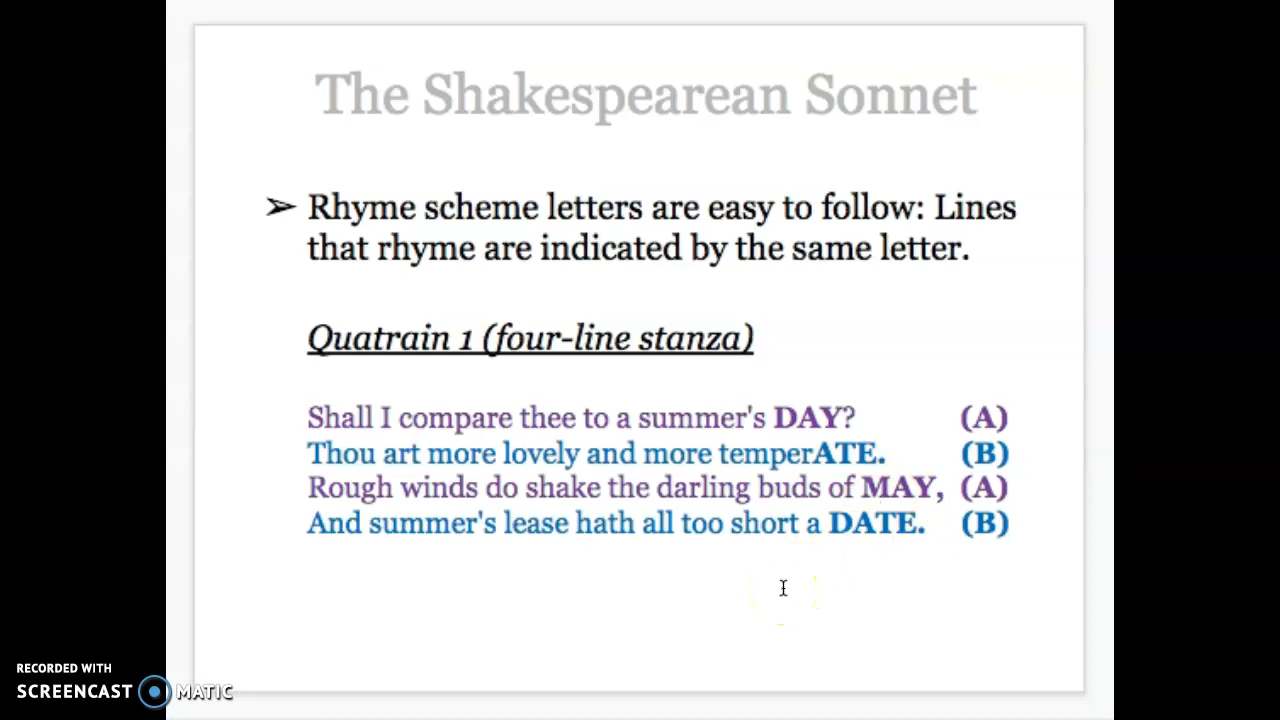 The Shakespearean Sonnet
➢ Rhyme scheme letters are easy to follow: Lines
that rhyme are indicated by the same letter.
Quatrain 1 (four-line stanza)
Shall I compare thee to a summer's DAY? (A)
Thou art more lovely and more temperATE. (B)
Rough winds do shake the darling buds of MAY, (A)
And summer's lease hath all too short a DATE. (B)
RECORDED WITH
SCREENCAST MATIC